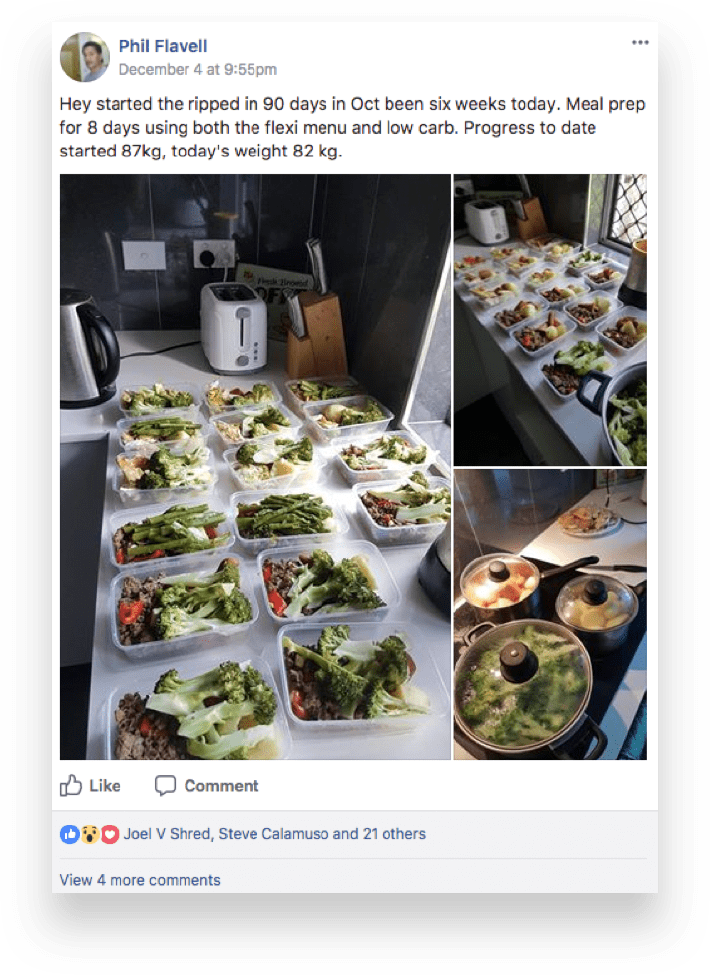 Phil Flavell
December 4 at 9:55pm
Hey started the ripped in 90 days in Oct been six weeks today. Meal prep
for 8 days using both the flexi menu and low carb. Progress to date
started 87kg, today's weight 82 kg.
Fresh Brewed
Like Comment
Joel V Shred, Steve Calamuso and 21 others
View 4 more comments